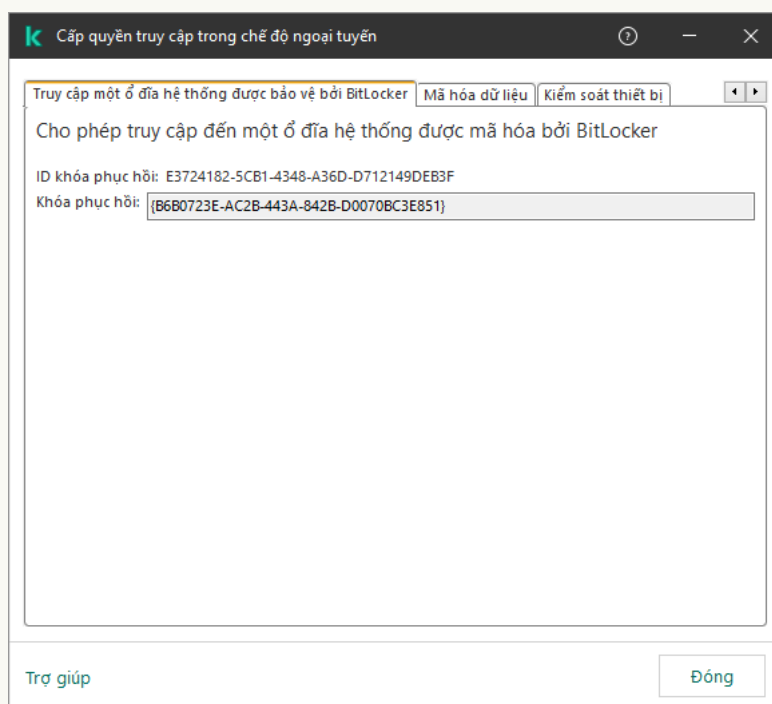 Cấp quyền truy cập trong chế độ ngoại tuyến
Truy cập một ổ đĩa hệ thống được bảo vệ bởi BitLocker Mã hóa dữ liệu Kiểm soát thiết bị
Cho phép truy cập đến một ổ đĩa hệ thống được mã hóa bởi BitLocker
ID khóa phục hồi: E3724182-5CB1-4348-A36D-D712149DEB3F
Khóa phục hồi: {B6B0723E-AC2B-443A-842B-D0070BC3E851}
Trợ giúp Đóng